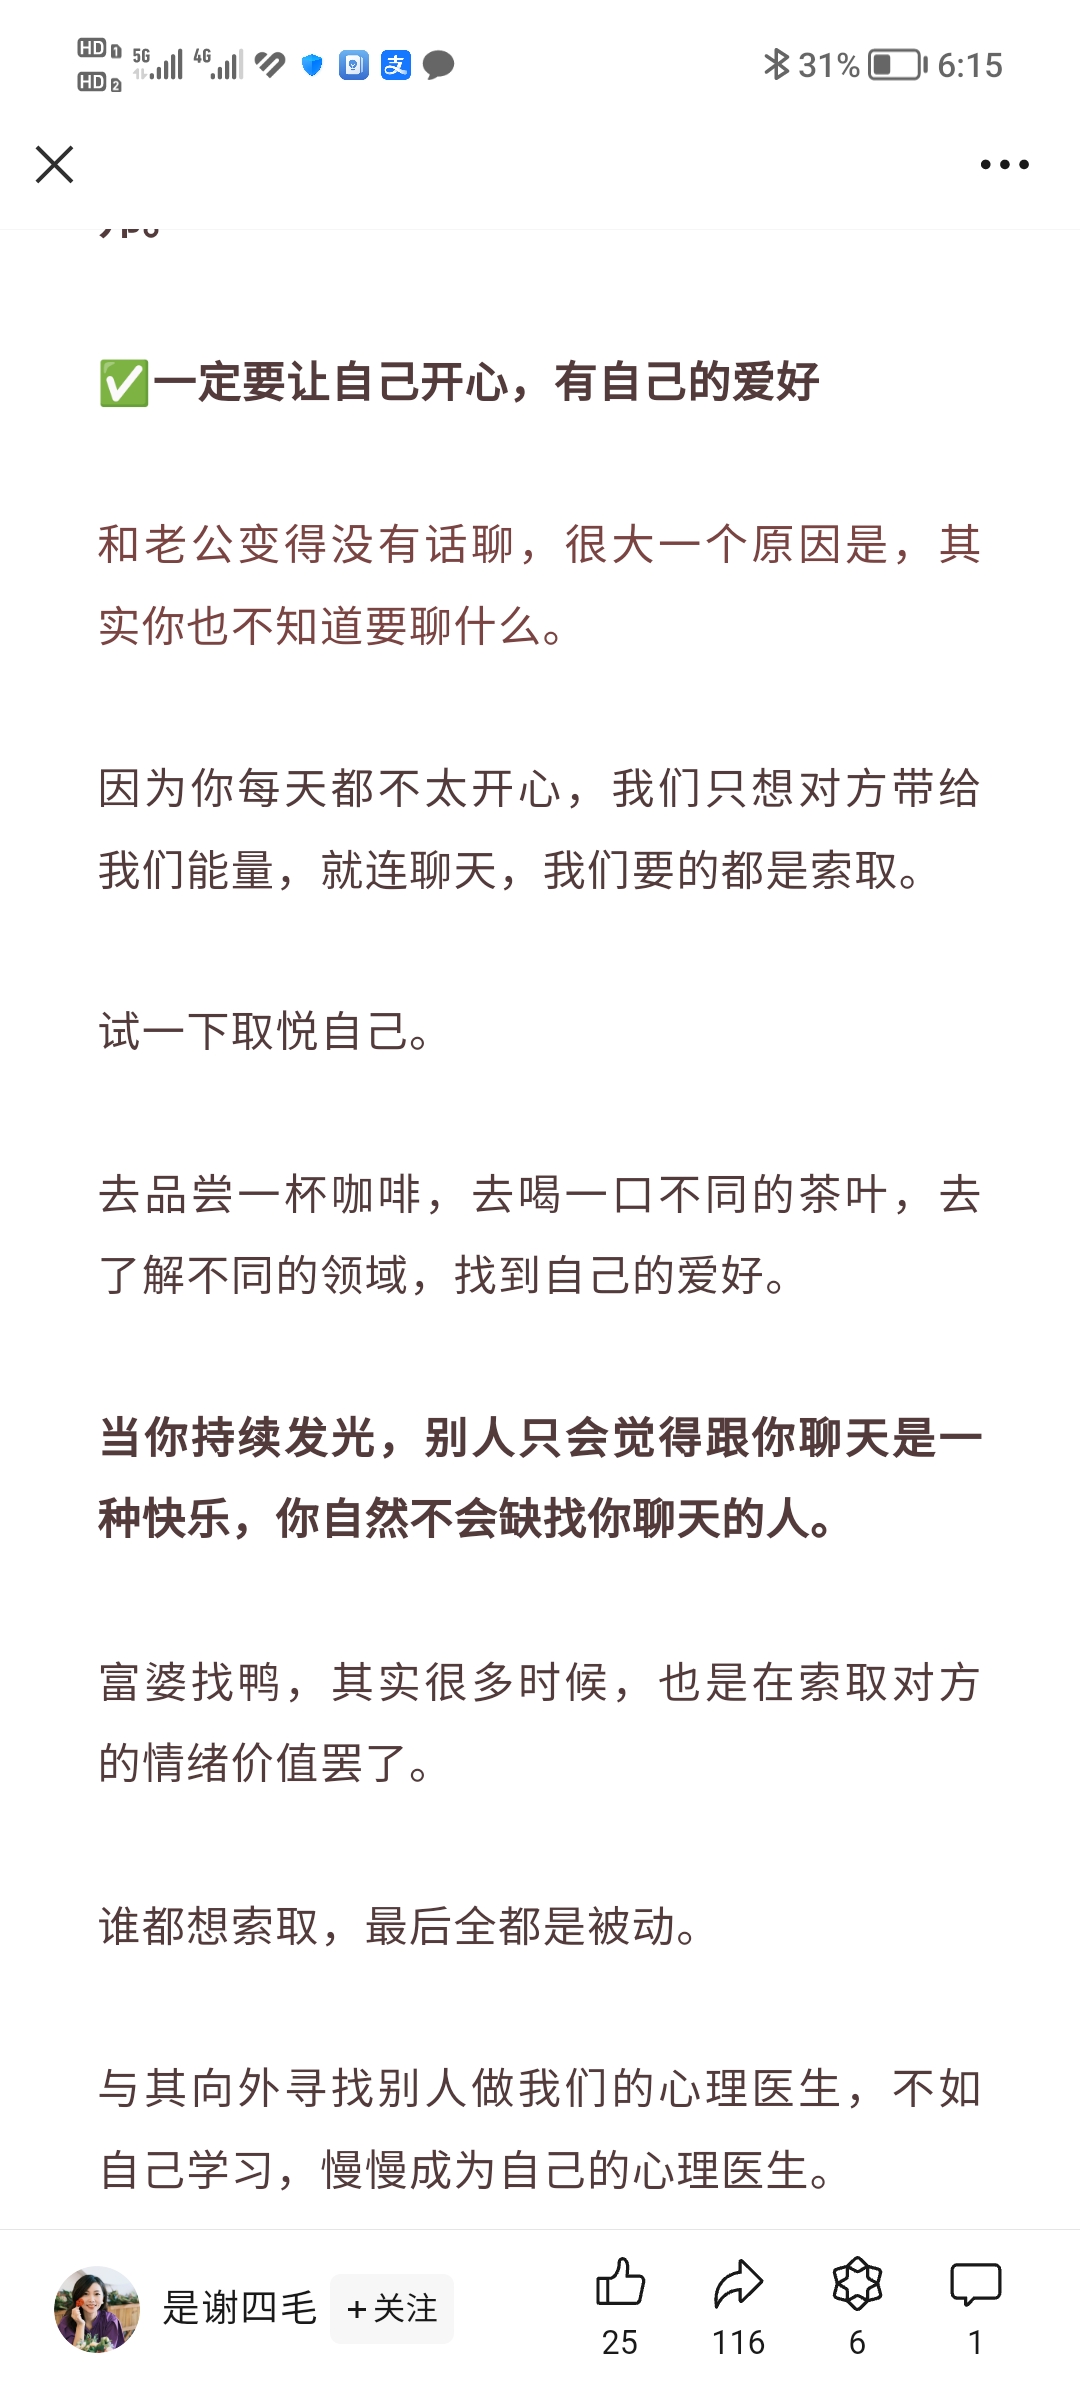 HD 1 5G 4G 支 31% 6:15
HD 2
✅一定要让自己开心，有自己的爱好
和老公变得没有话聊，很大一个原因是，其
实你也不知道要聊什么。
因为你每天都不太开心，我们只想对方带给
我们能量，就连聊天，我们要的都是索取。
试一下取悦自己。
去品尝一杯咖啡，去喝一口不同的茶叶，去
了解不同的领域，找到自己的爱好。
当你持续发光，别人只会觉得跟你聊天是一
种快乐，你自然不会缺找你聊天的人。
富婆找鸭，其实很多时候，也是在索取对方
的情绪价值罢了。
谁都想索取，最后全都是被动。
与其向外寻找别人做我们的心理医生，不如
自己学习，慢慢成为自己的心理医生。
是谢四毛 +关注
25 116 6 1